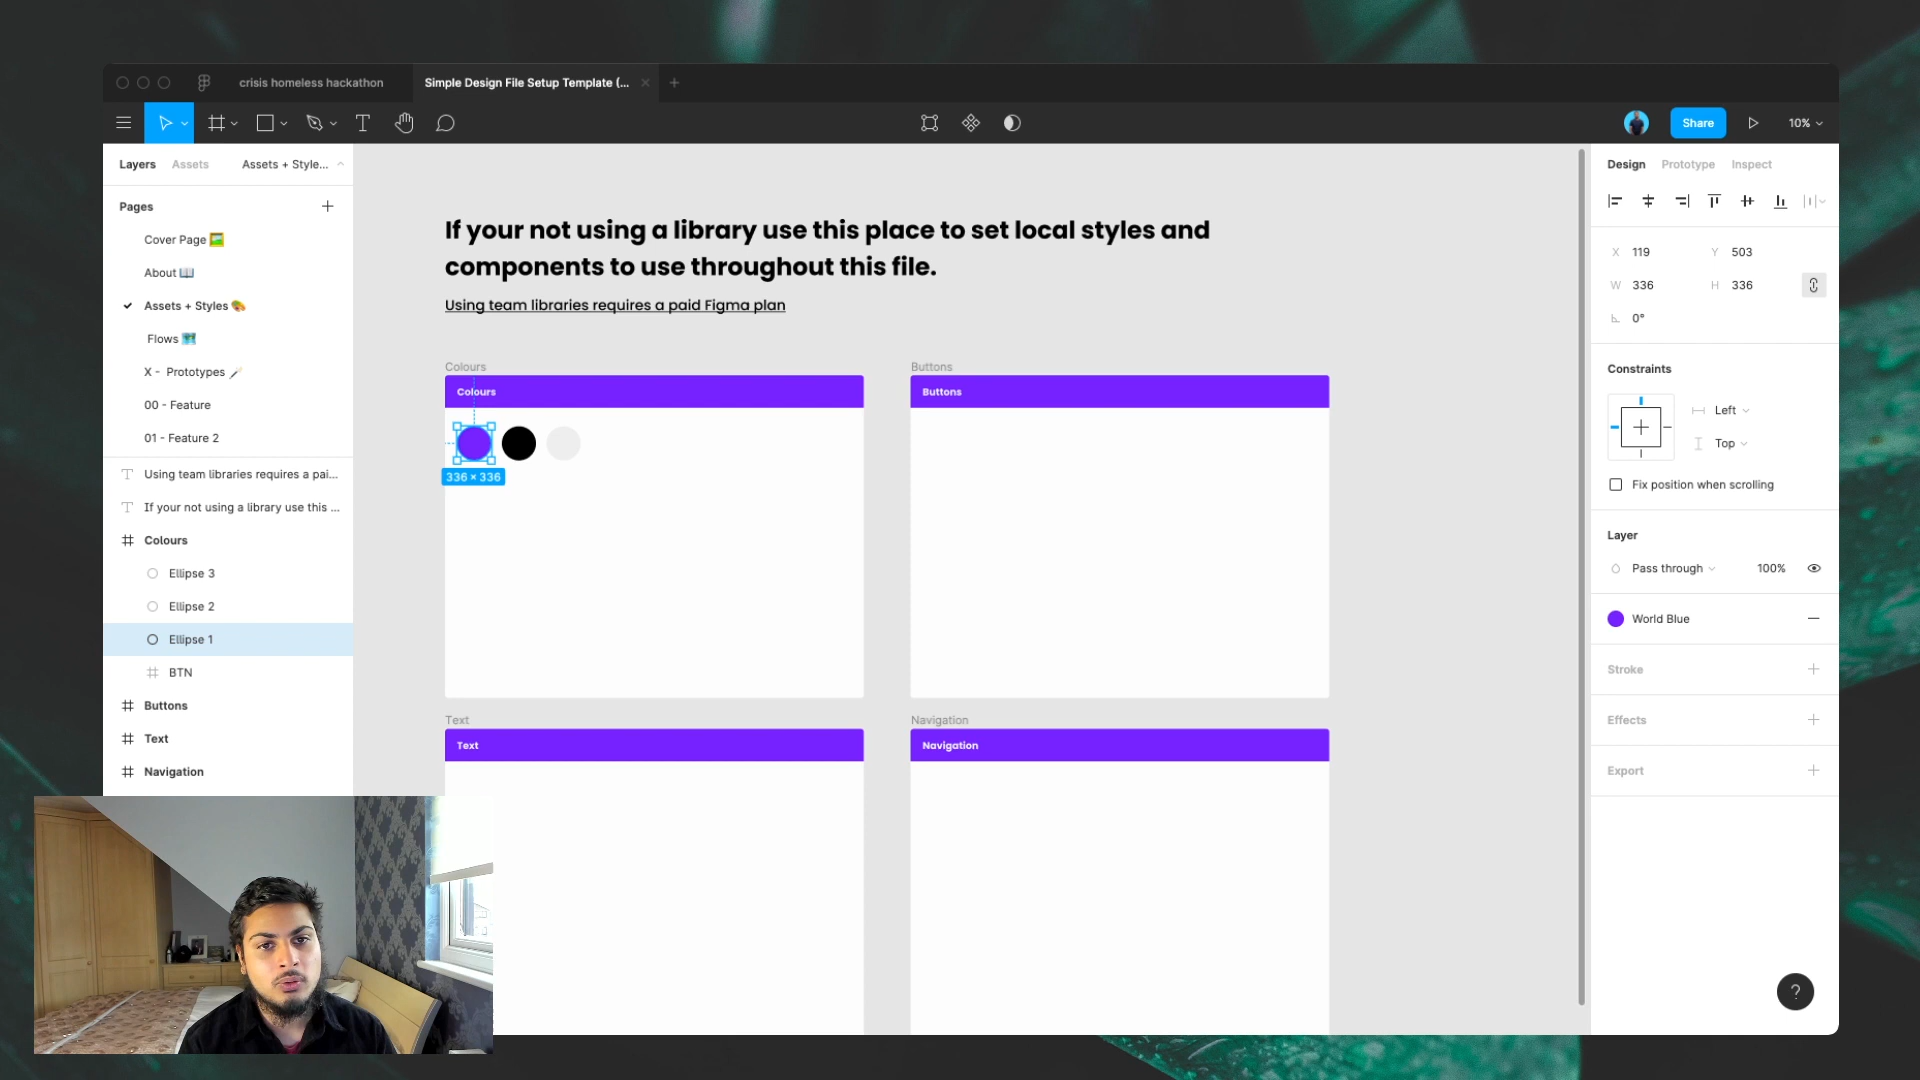 crisis homeless hackathon
Simple Design File Setup Template (...
Share
10%
Layers
Assets
Assets + Style...
Pages
Cover Page
About
Assets + Styles
Flows
X - Prototypes
00 - Feature
01 - Feature 2
Using team libraries requires a pai...
If your not using a library use this ...
Colours
Ellipse 3
Ellipse 2
Ellipse 1
BTN
Buttons
Text
Navigation
If your not using a library use this place to set local styles and
components to use throughout this file.
Using team libraries requires a paid Figma plan
Colours
Colours
336 × 336
Buttons
Buttons
Text
Text
Navigation
Navigation
Design
Prototype
Inspect
X 119
Y 503
W 336
H 336
0°
Constraints
Left
Top
Fix position when scrolling
Layer
Pass through
100%
World Blue
Stroke
Effects
Export
?